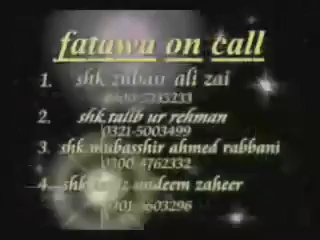 fatawa on call
1. shk zubair ali zai
2. shk.talib ur rehman
0321-5003499
3. shk mubasshir ahmed rabbani
4762332
4. shk nadeem zaheer